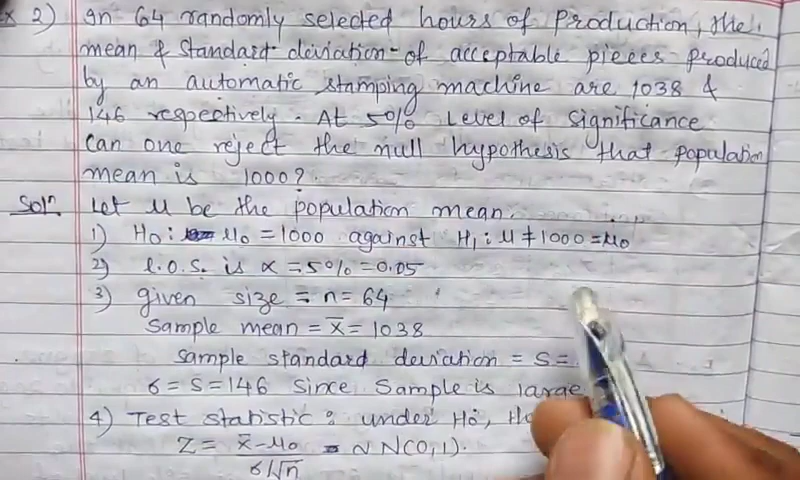 Ex 2) In 64 randomly selected hours of Production, the
mean & standard deviation of acceptable pieces produced
by an automatic stamping machine are 1038 &
146 respectively. At 5% Level of significance
Can one reject the null hypothesis that population
mean is 1000?
Solⁿ. Let μ be the population mean.
1) H₀: μ₀ = 1000 against H₁: μ ≠ 1000 = μ₀
2) l.o.s. is α = 5% = 0.05
3) given size = n = 64
Sample mean = x̄ = 1038
Sample standard deviation = S =
σ = S = 146 Since Sample is large
4) Test statistic: under H₀,
Z = x̄ - μ₀ / σ/√n ~ N(0,1).